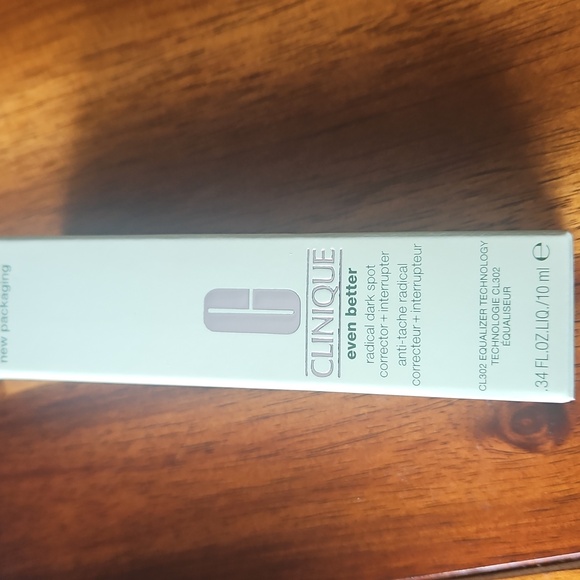 new packaging
CLINIQUE
even better
radical dark spot
corrector + interrupter
anti-tache radical
correcteur + interrupteur
CL302 EQUALIZER TECHNOLOGY
TECHNOLOGIE CL302
ÉQUALISEUR
.34 FL.OZ.LIQ./10 ml ℮